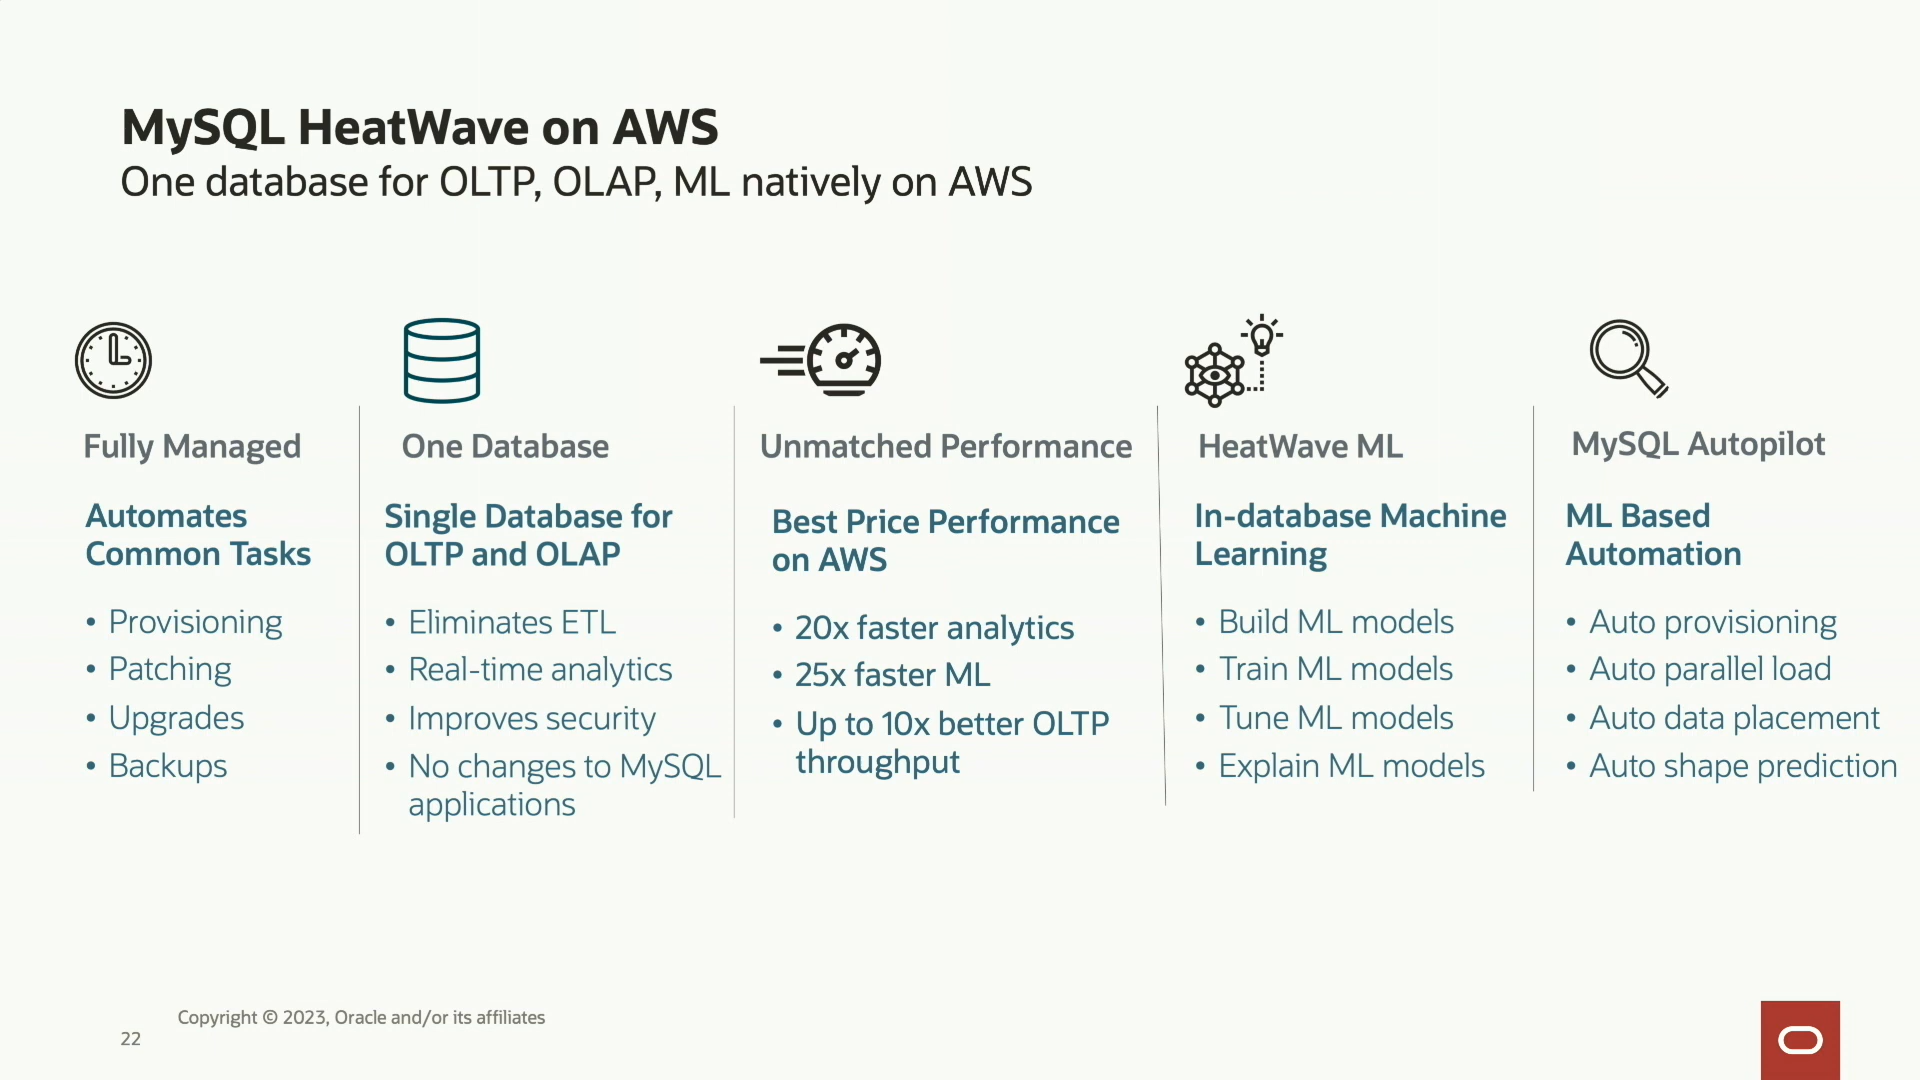 MySQL HeatWave on AWS
One database for OLTP, OLAP, ML natively on AWS
Fully Managed
Automates
Common Tasks
• Provisioning
• Patching
• Upgrades
• Backups
One Database
Single Database for
OLTP and OLAP
• Eliminates ETL
• Real-time analytics
• Improves security
• No changes to MySQL
applications
Unmatched Performance
Best Price Performance
on AWS
• 20x faster analytics
• 25x faster ML
• Up to 10x better OLTP
throughput
HeatWave ML
In-database Machine
Learning
• Build ML models
• Train ML models
• Tune ML models
• Explain ML models
MySQL Autopilot
ML Based
Automation
• Auto provisioning
• Auto parallel load
• Auto data placement
• Auto shape prediction
Copyright © 2023, Oracle and/or its affiliates
22